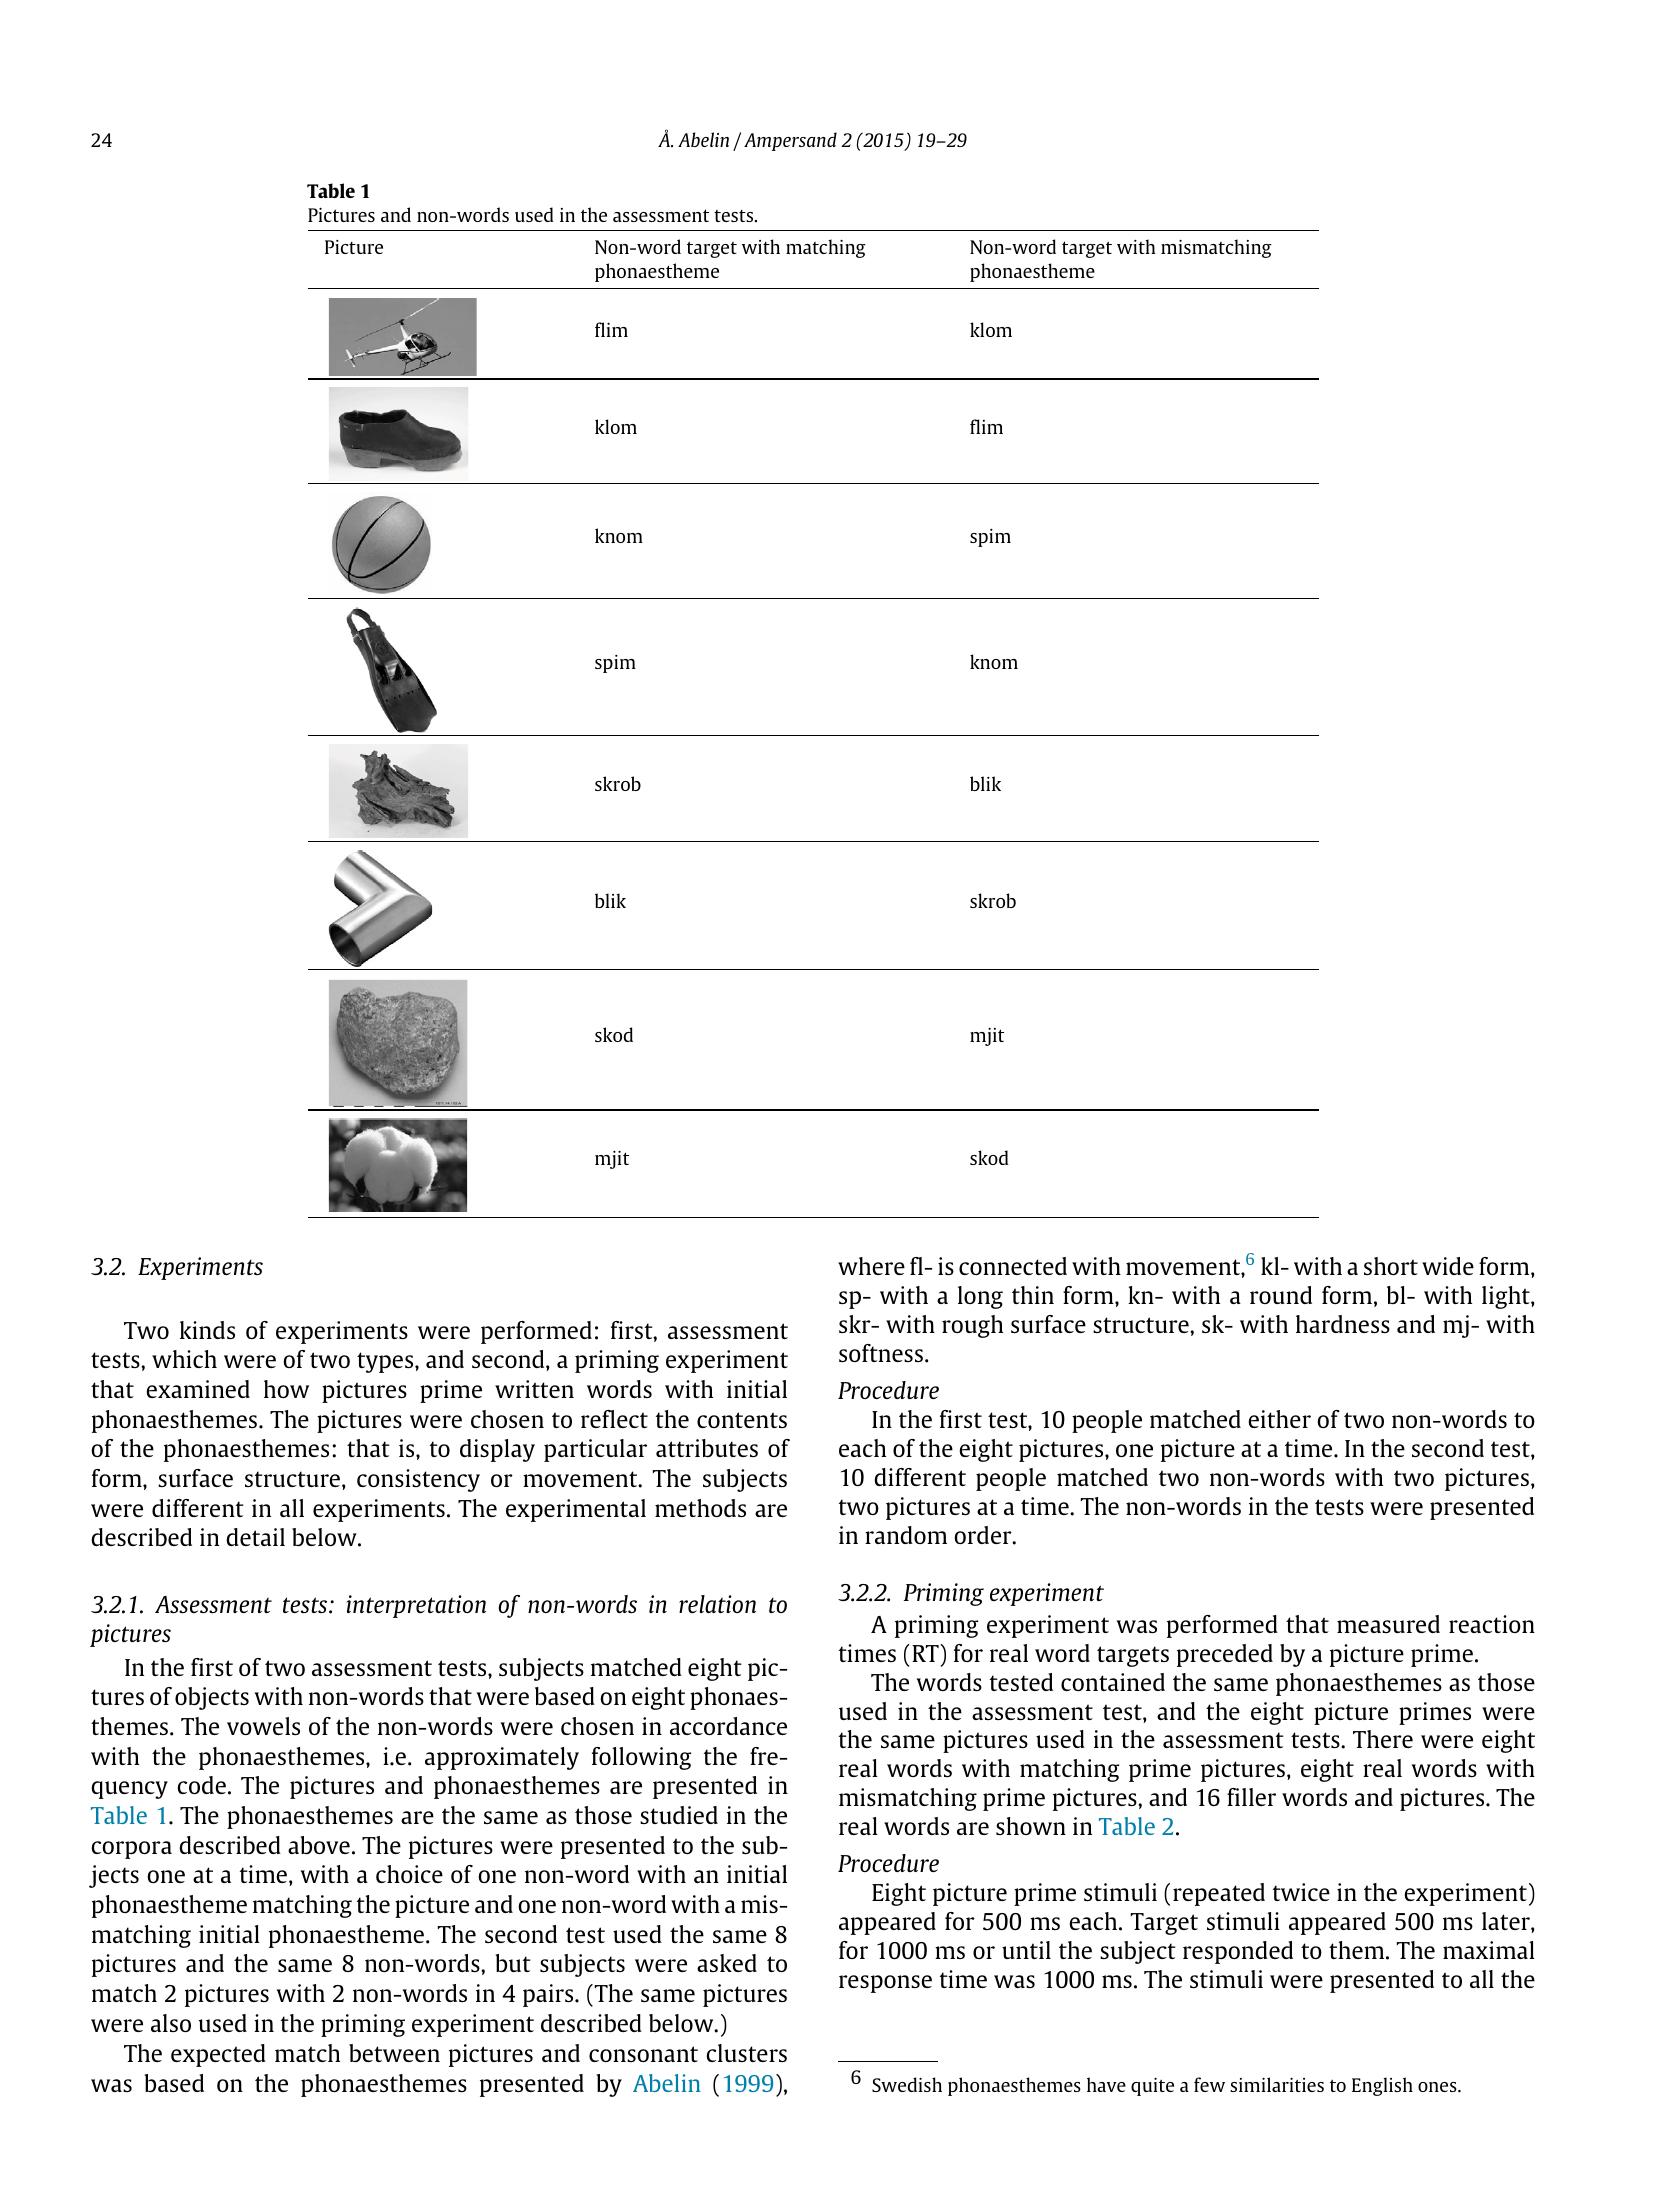 24
Å. Abelin / Ampersand 2 (2015) 19–29
Table 1
Pictures and non-words used in the assessment tests.
Picture
Non-word target with matching
phonaestheme
Non-word target with mismatching
phonaestheme
flim
klom
klom
flim
knom
spim
spim
knom
skrob
blik
blik
skrob
skod
mjit
mjit
skod
3.2. Experiments
Two kinds of experiments were performed: first, assessment
tests, which were of two types, and second, a priming experiment
that examined how pictures prime written words with initial
phonaesthemes. The pictures were chosen to reflect the contents
of the phonaesthemes: that is, to display particular attributes of
form, surface structure, consistency or movement. The subjects
were different in all experiments. The experimental methods are
described in detail below.
3.2.1. Assessment tests: interpretation of non-words in relation to
pictures
In the first of two assessment tests, subjects matched eight pic-
tures of objects with non-words that were based on eight phonaes-
themes. The vowels of the non-words were chosen in accordance
with the phonaesthemes, i.e. approximately following the fre-
quency code. The pictures and phonaesthemes are presented in
Table 1. The phonaesthemes are the same as those studied in the
corpora described above. The pictures were presented to the sub-
jects one at a time, with a choice of one non-word with an initial
phonaestheme matching the picture and one non-word with a mis-
matching initial phonaestheme. The second test used the same 8
pictures and the same 8 non-words, but subjects were asked to
match 2 pictures with 2 non-words in 4 pairs. (The same pictures
were also used in the priming experiment described below.)
The expected match between pictures and consonant clusters
was based on the phonaesthemes presented by Abelin (1999),
where fl- is connected with movement,6 kl- with a short wide form,
sp- with a long thin form, kn- with a round form, bl- with light,
skr- with rough surface structure, sk- with hardness and mj- with
softness.
Procedure
In the first test, 10 people matched either of two non-words to
each of the eight pictures, one picture at a time. In the second test,
10 different people matched two non-words with two pictures,
two pictures at a time. The non-words in the tests were presented
in random order.
3.2.2. Priming experiment
A priming experiment was performed that measured reaction
times (RT) for real word targets preceded by a picture prime.
The words tested contained the same phonaesthemes as those
used in the assessment test, and the eight picture primes were
the same pictures used in the assessment tests. There were eight
real words with matching prime pictures, eight real words with
mismatching prime pictures, and 16 filler words and pictures. The
real words are shown in Table 2.
Procedure
Eight picture prime stimuli (repeated twice in the experiment)
appeared for 500 ms each. Target stimuli appeared 500 ms later,
for 1000 ms or until the subject responded to them. The maximal
response time was 1000 ms. The stimuli were presented to all the
6 Swedish phonaesthemes have quite a few similarities to English ones.